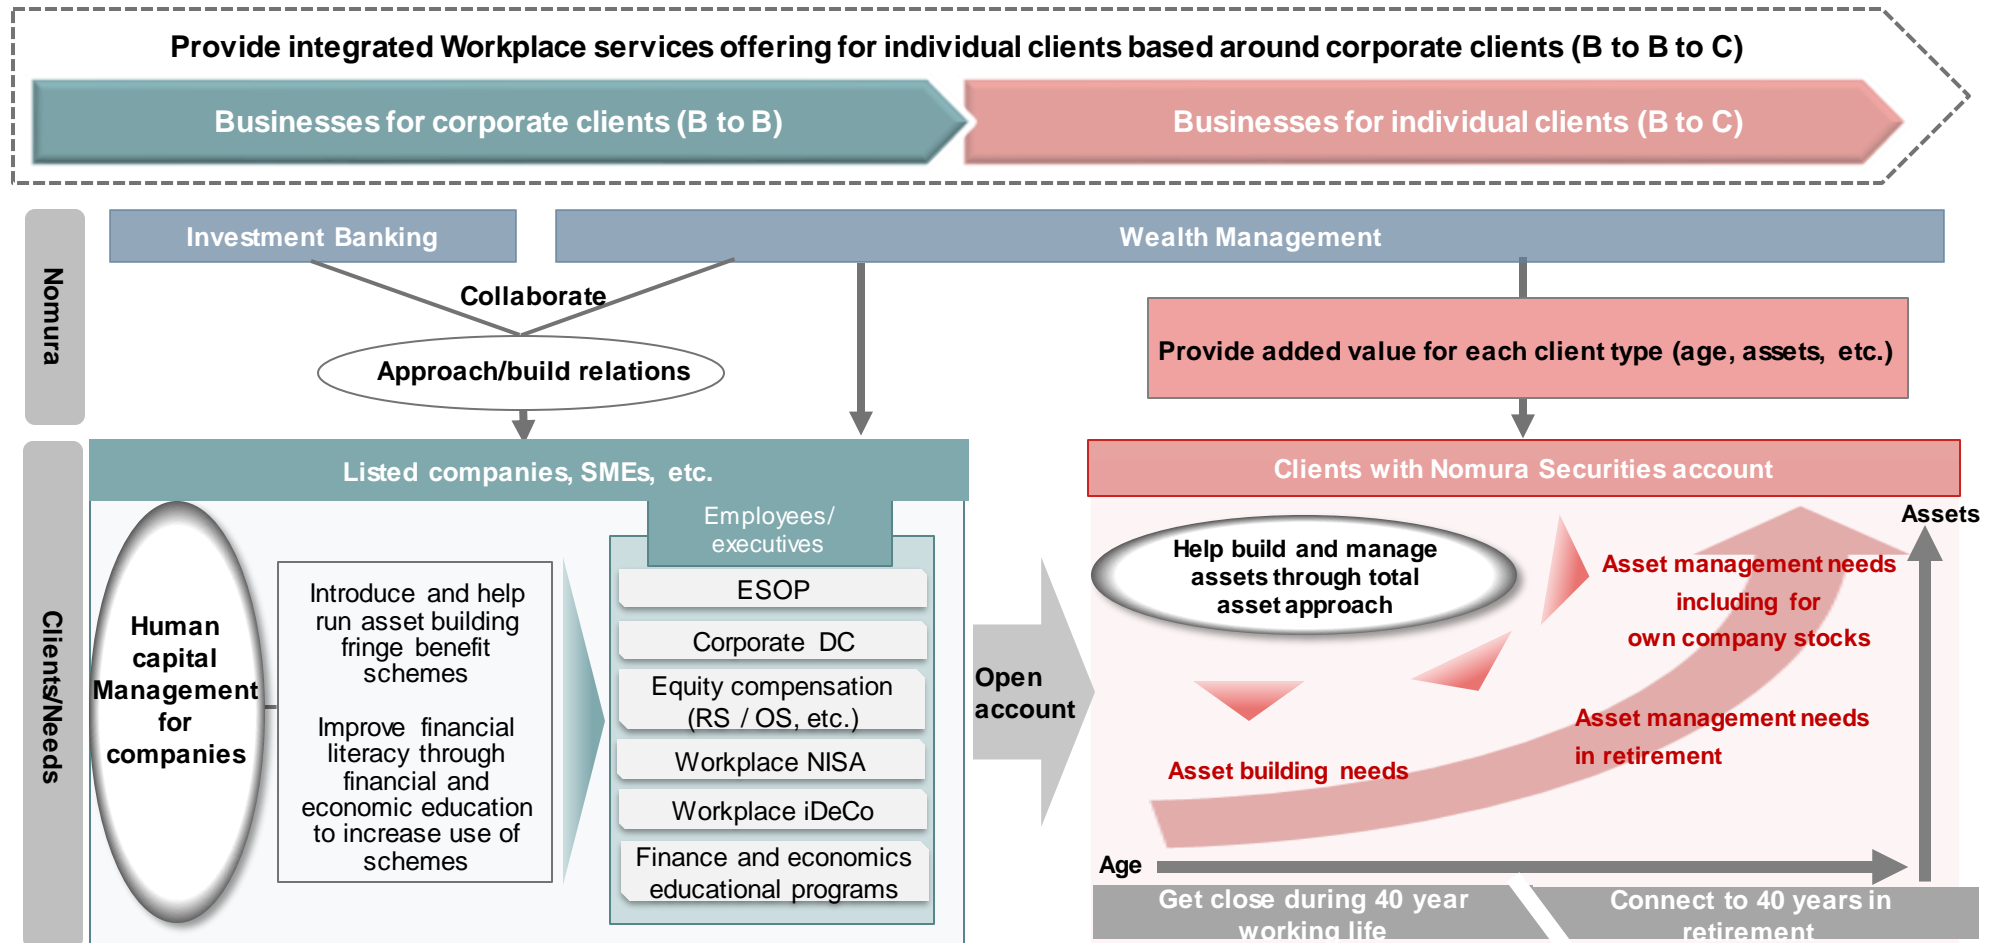 Provide integrated Workplace services offering for individual clients based around corporate clients (B to B to C)
Businesses for corporate clients (B to B)
Businesses for individual clients (B to C)
Nomura
Investment Banking
Wealth Management
Collaborate
Approach/build relations
Provide added value for each client type (age, assets, etc.)
Clients/Needs
Listed companies, SMEs, etc.
Human
capital
Management
for
companies
Introduce and help
run asset building
fringe benefit
schemes
Improve financial
literacy through
financial and
economic education
to increase use of
schemes
Employees/
executives
ESOP
Corporate DC
Equity compensation
(RS / OS, etc.)
Workplace NISA
Workplace iDeCo
Finance and economics
educational programs
Open
account
Clients with Nomura Securities account
Help build and manage
assets through total
asset approach
Assets
Asset management needs
including for
own company stocks
Asset management needs
in retirement
Asset building needs
Age
Get close during 40 year
working life
Connect to 40 years in
retirement